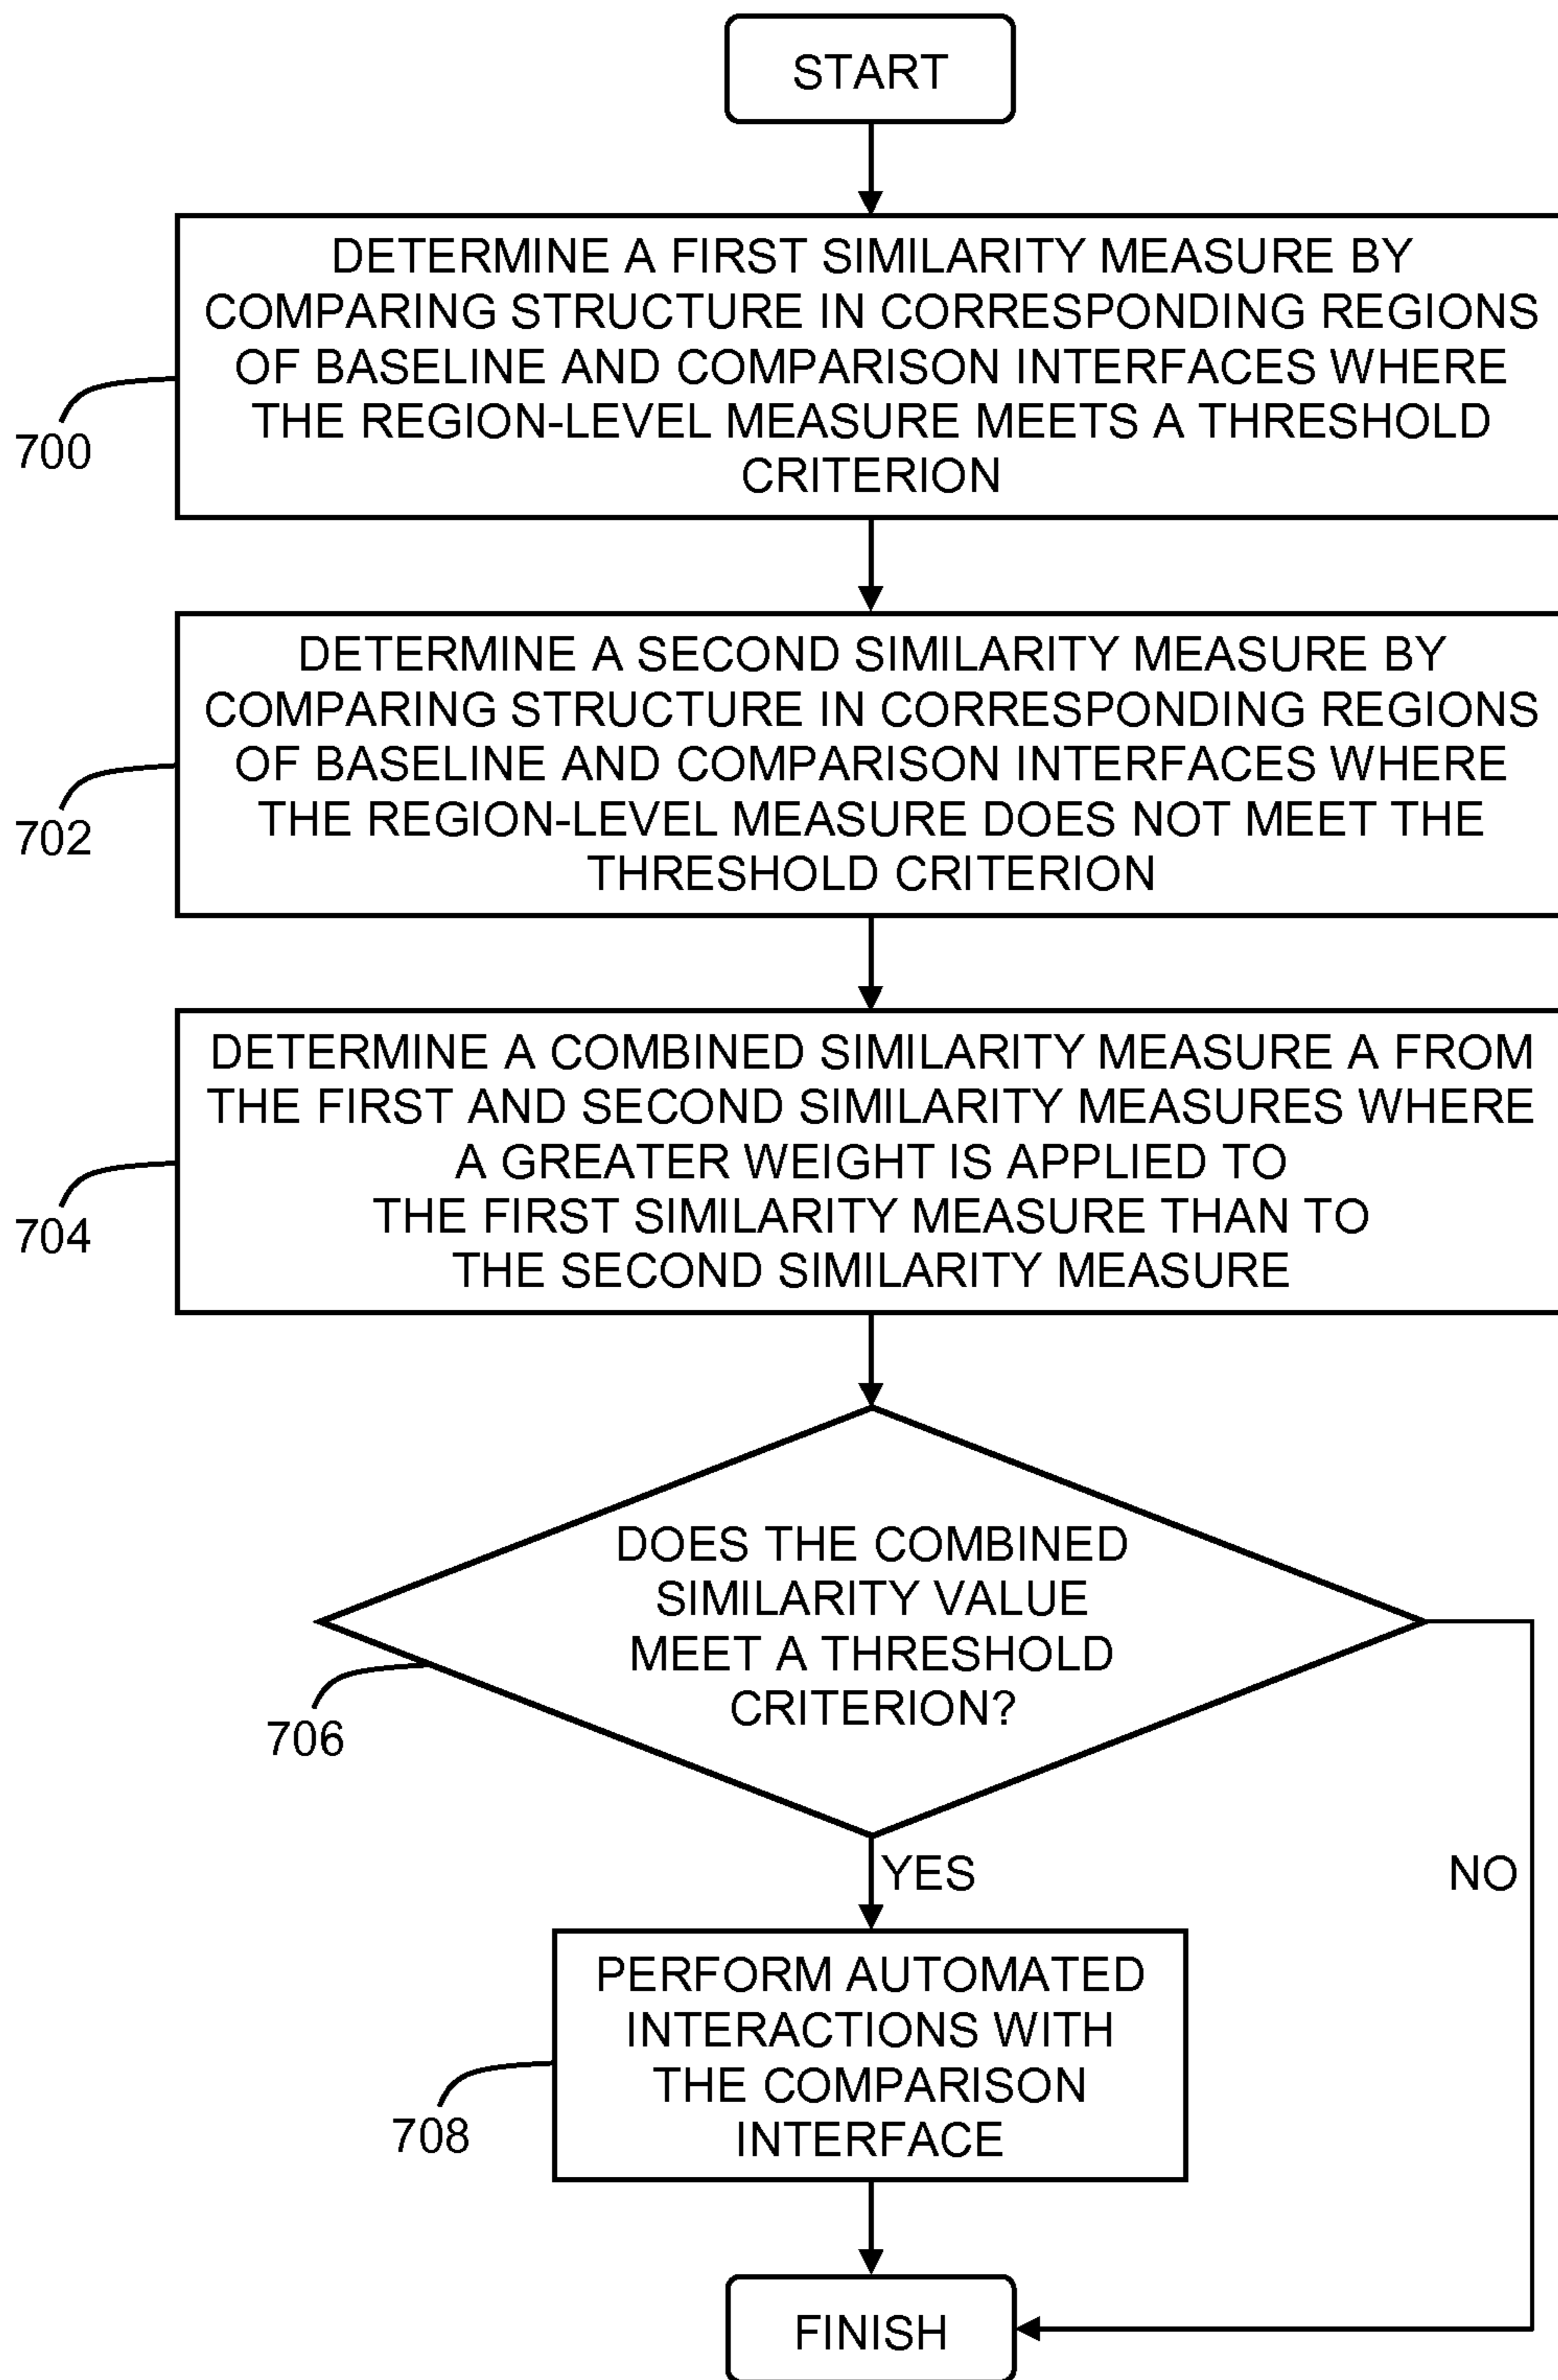 START
DETERMINE A FIRST SIMILARITY MEASURE BY
COMPARING STRUCTURE IN CORRESPONDING REGIONS
OF BASELINE AND COMPARISON INTERFACES WHERE
THE REGION-LEVEL MEASURE MEETS A THRESHOLD
CRITERION
700
DETERMINE A SECOND SIMILARITY MEASURE BY
COMPARING STRUCTURE IN CORRESPONDING REGIONS
OF BASELINE AND COMPARISON INTERFACES WHERE
THE REGION-LEVEL MEASURE DOES NOT MEET THE
THRESHOLD CRITERION
702
DETERMINE A COMBINED SIMILARITY MEASURE A FROM
THE FIRST AND SECOND SIMILARITY MEASURES WHERE
A GREATER WEIGHT IS APPLIED TO
THE FIRST SIMILARITY MEASURE THAN TO
THE SECOND SIMILARITY MEASURE
704
DOES THE COMBINED
SIMILARITY VALUE
MEET A THRESHOLD
CRITERION?
706
YES
NO
PERFORM AUTOMATED
INTERACTIONS WITH
THE COMPARISON
INTERFACE
708
FINISH